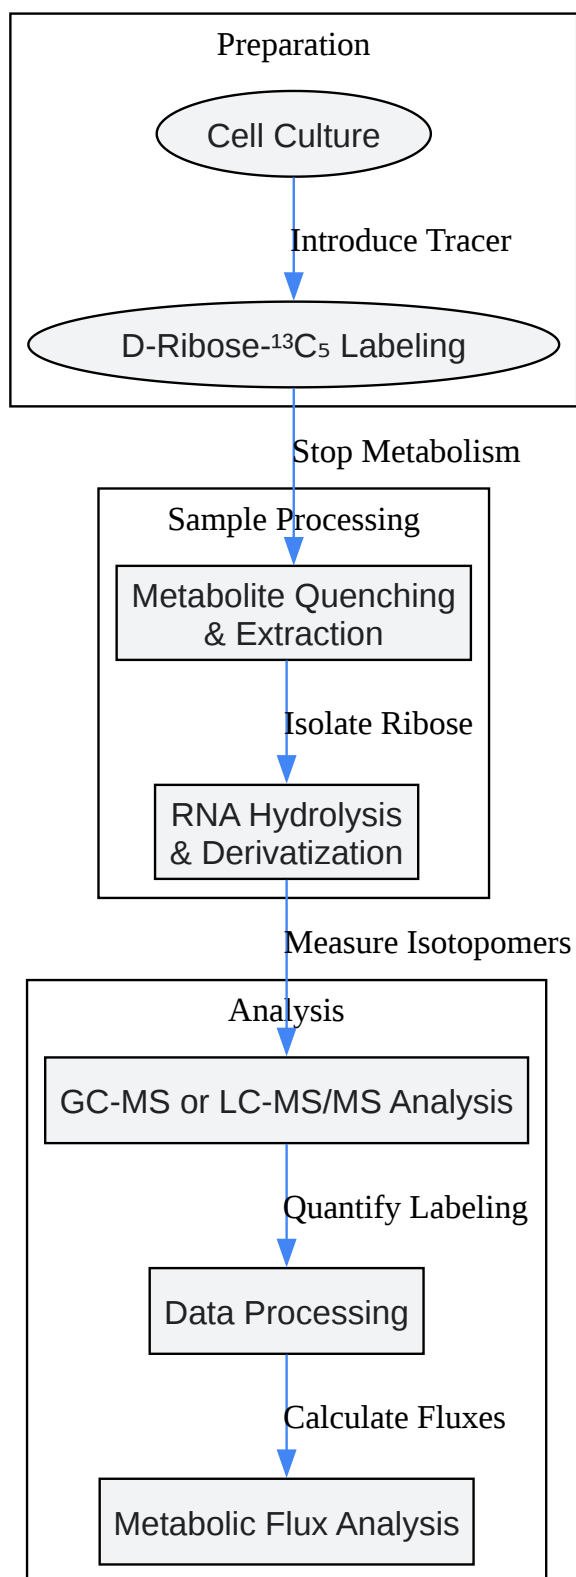 Preparation
Cell Culture
Introduce Tracer
D-Ribose-¹³C₅ Labeling
Stop Metabolism
Sample Processing
Metabolite Quenching
& Extraction
Isolate Ribose
RNA Hydrolysis
& Derivatization
Measure Isotopomers
Analysis
GC-MS or LC-MS/MS Analysis
Quantify Labeling
Data Processing
Calculate Fluxes
Metabolic Flux Analysis